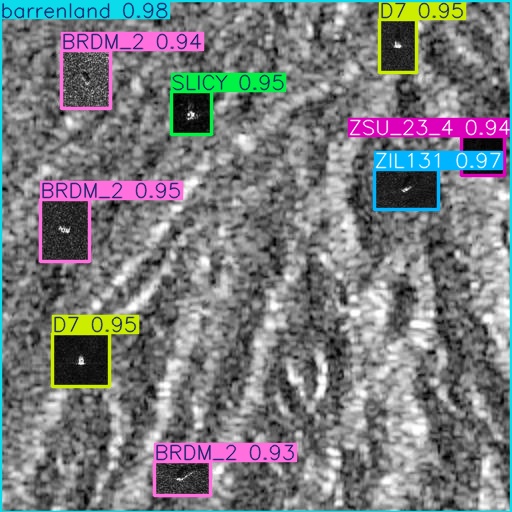 barrenland 0.98
D7 0.95
BRDM_2 0.94
SLICY 0.95
ZSU_23_4 0.94
ZIL131 0.97
BRDM_2 0.95
D7 0.95
BRDM_2 0.93